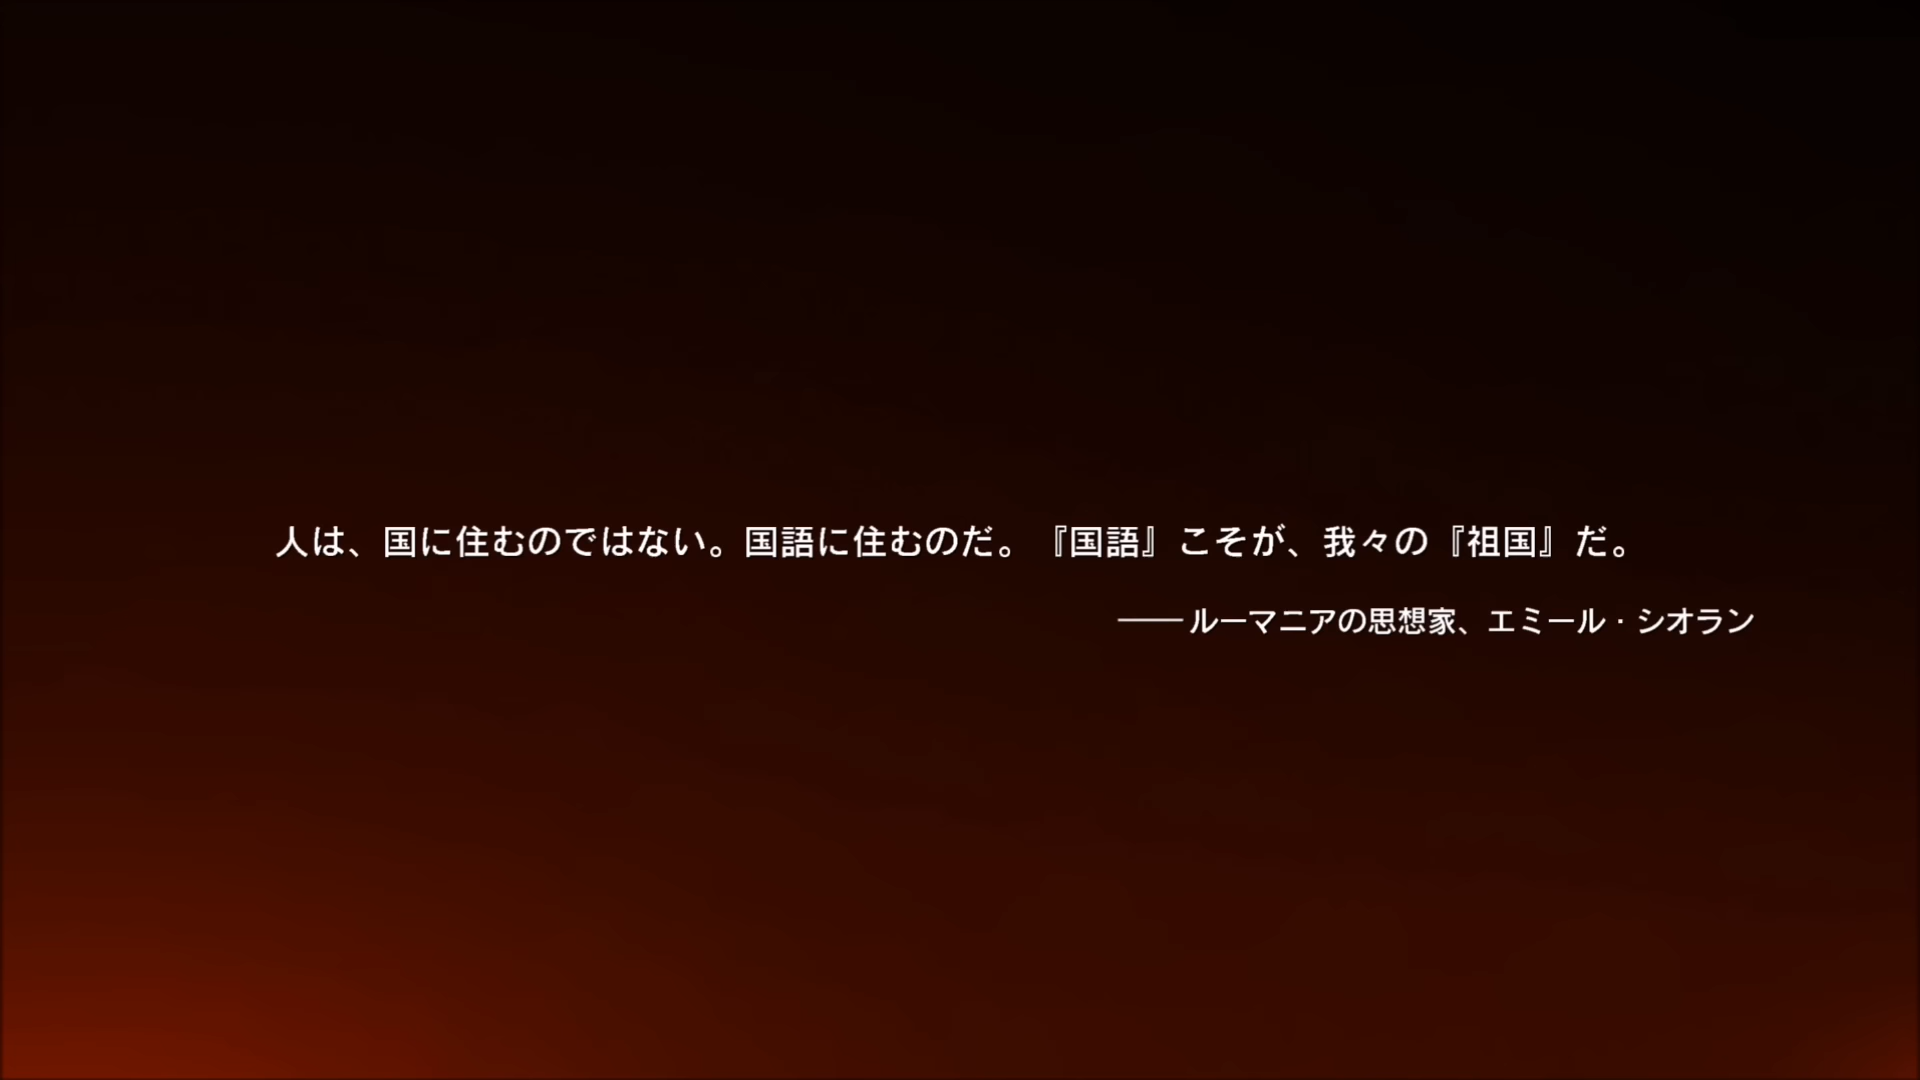 人は、国に住むのではない。国語に住むのだ。『国語』こそが、我々の『祖国』だ。
――ルーマニアの思想家、エミール・シオラン